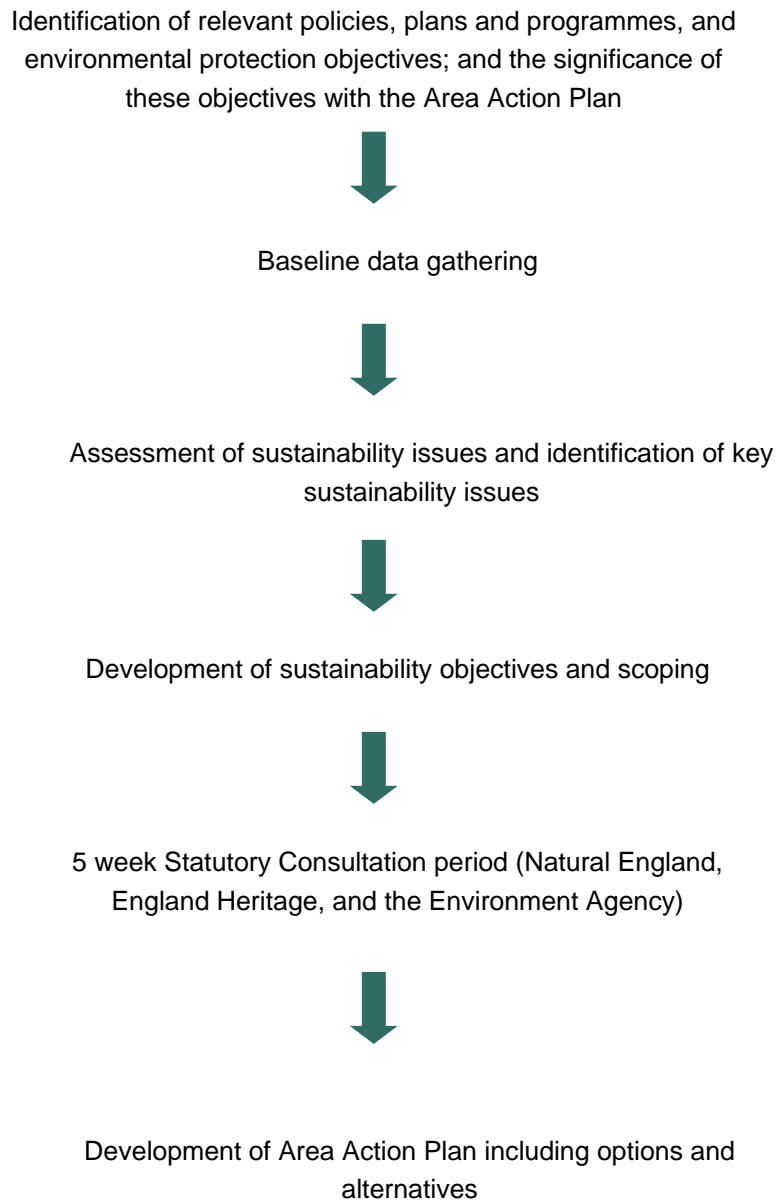 Identification of relevant policies, plans and programmes, and
environmental protection objectives; and the significance of
these objectives with the Area Action Plan
Baseline data gathering
Assessment of sustainability issues and identification of key
sustainability issues
Development of sustainability objectives and scoping
5 week Statutory Consultation period (Natural England,
England Heritage, and the Environment Agency)
Development of Area Action Plan including options and
alternatives